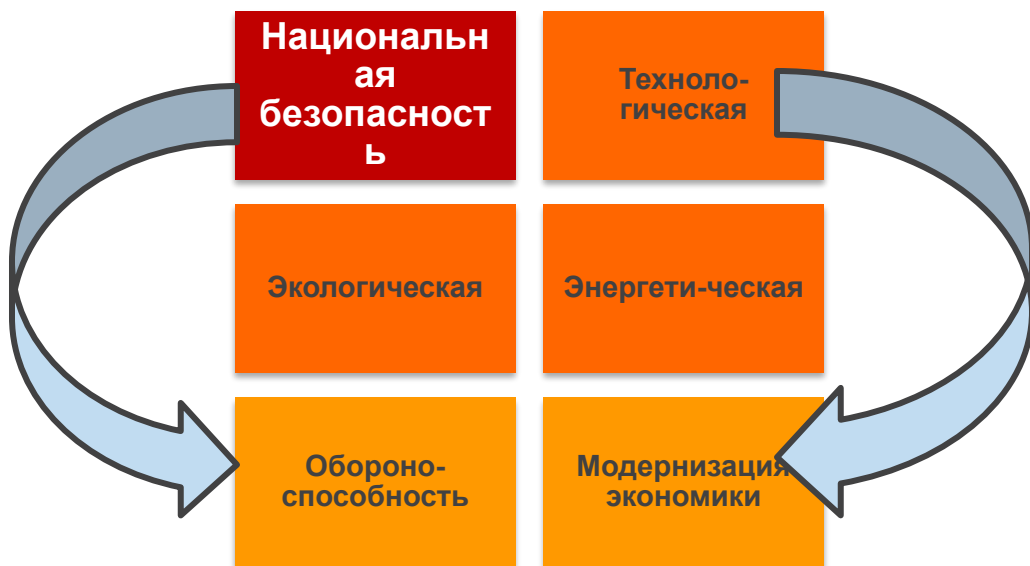 Национальн
ая
безопасност
ь
Техноло-
гическая
Экологическая
Энергети-ческая
Обороно-
способность
Модернизация
экономики